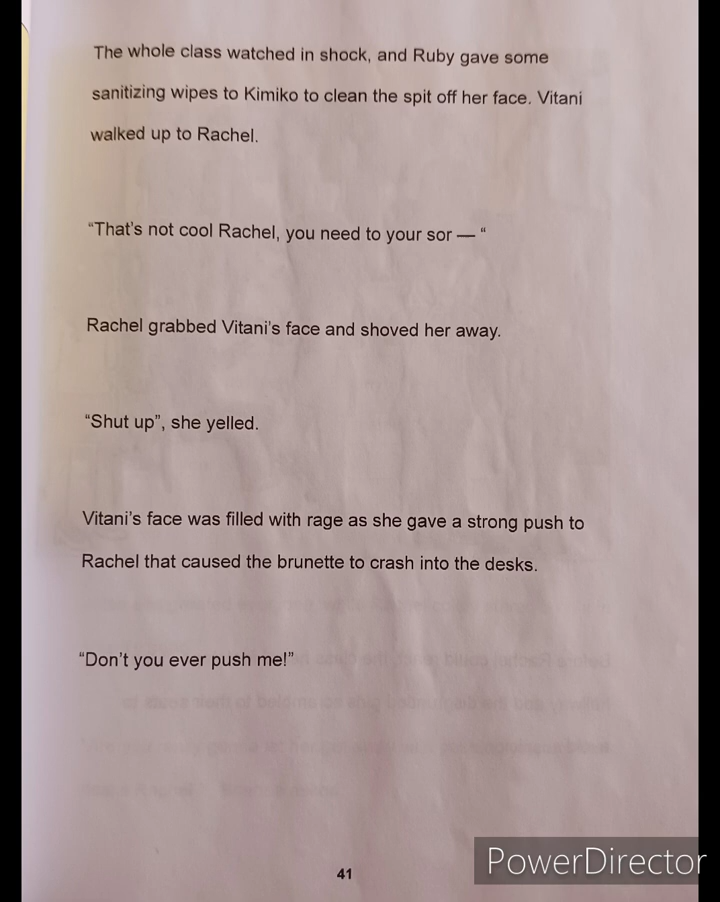 The whole class watched in shock, and Ruby gave some
sanitizing wipes to Kimiko to clean the spit off her face. Vitani
walked up to Rachel.
“That's not cool Rachel, you need to your sor — “
Rachel grabbed Vitani's face and shoved her away.
“Shut up”, she yelled.
Vitani’s face was filled with rage as she gave a strong push to
Rachel that caused the brunette to crash into the desks.
“Don’t you ever push me!”
41
PowerDirector